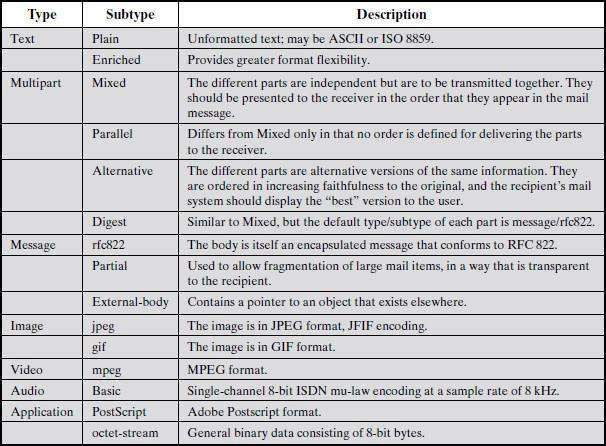 Type Subtype Description
Text Plain Unformatted text; may be ASCII or ISO 8859.
Enriched Provides greater format flexibility.
Multipart Mixed The different parts are independent but are to be transmitted together. They
should be presented to the receiver in the order that they appear in the mail
message.
Parallel Differs from Mixed only in that no order is defined for delivering the parts
to the receiver.
Alternative The different parts are alternative versions of the same information. They
are ordered in increasing faithfulness to the original, and the recipient's mail
system should display the “best” version to the user.
Digest Similar to Mixed, but the default type/subtype of each part is message/rfc822.
Message rfc822 The body is itself an encapsulated message that conforms to RFC 822.
Partial Used to allow fragmentation of large mail items, in a way that is transparent
to the recipient.
External-body Contains a pointer to an object that exists elsewhere.
Image jpeg The image is in JPEG format, JFIF encoding.
gif The image is in GIF format.
Video mpeg MPEG format.
Audio Basic Single-channel 8-bit ISDN mu-law encoding at a sample rate of 8 kHz.
Application PostScript Adobe Postscript format.
octet-stream General binary data consisting of 8-bit bytes.